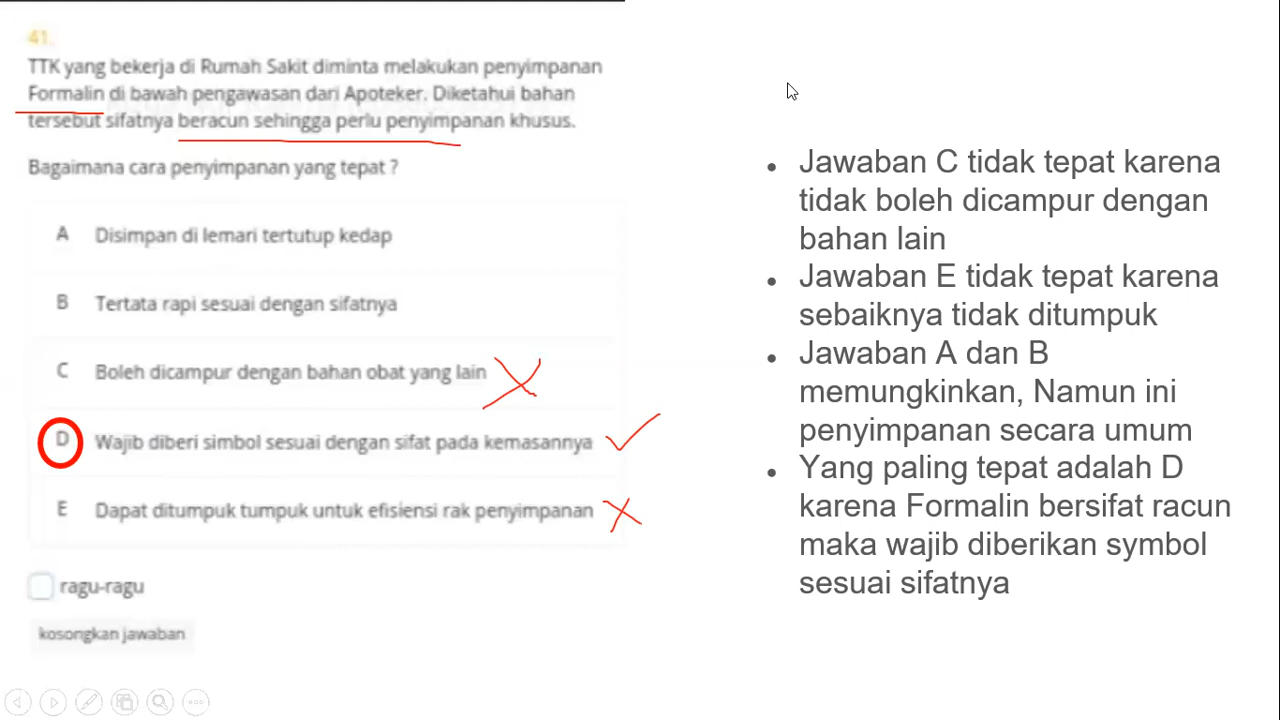 41.
TTK yang bekerja di Rumah Sakit diminta melakukan penyimpanan
Formalin di bawah pengawasan dari Apoteker. Diketahui bahan
tersebut sifatnya beracun sehingga perlu penyimpanan khusus.
Bagaimana cara penyimpanan yang tepat ?
A Disimpan di lemari tertutup kedap
B Tertata rapi sesuai dengan sifatnya
C Boleh dicampur dengan bahan obat yang lain
D Wajib diberi simbol sesuai dengan sifat pada kemasannya
E Dapat ditumpuk tumpuk untuk efisiensi rak penyimpanan
ragu-ragu
kosongkan jawaban
• Jawaban C tidak tepat karena
tidak boleh dicampur dengan
bahan lain
• Jawaban E tidak tepat karena
sebaiknya tidak ditumpuk
• Jawaban A dan B
memungkinkan, Namun ini
penyimpanan secara umum
• Yang paling tepat adalah D
karena Formalin bersifat racun
maka wajib diberikan symbol
sesuai sifatnya